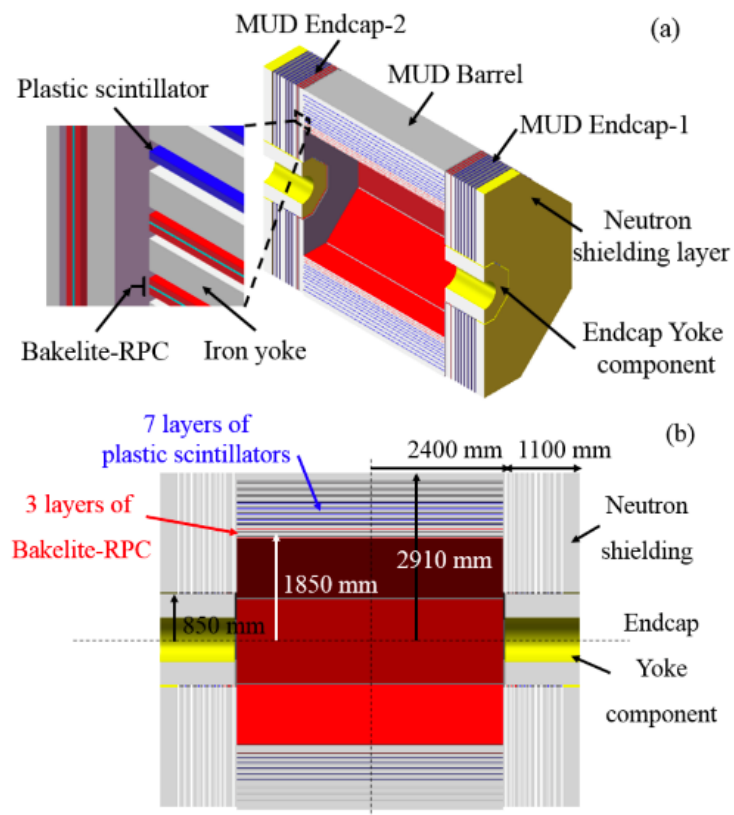 MUD Endcap-2
(a)
MUD Barrel
Plastic scintillator
MUD Endcap-1
Neutron
shielding layer
Bakelite-RPC
Iron yoke
Endcap Yoke
component
7 layers of
plastic scintillators
(b)
2400 mm
1100 mm
3 layers of
Bakelite-RPC
Neutron
shielding
2910 mm
1850 mm
850 mm
Endcap
Yoke
component